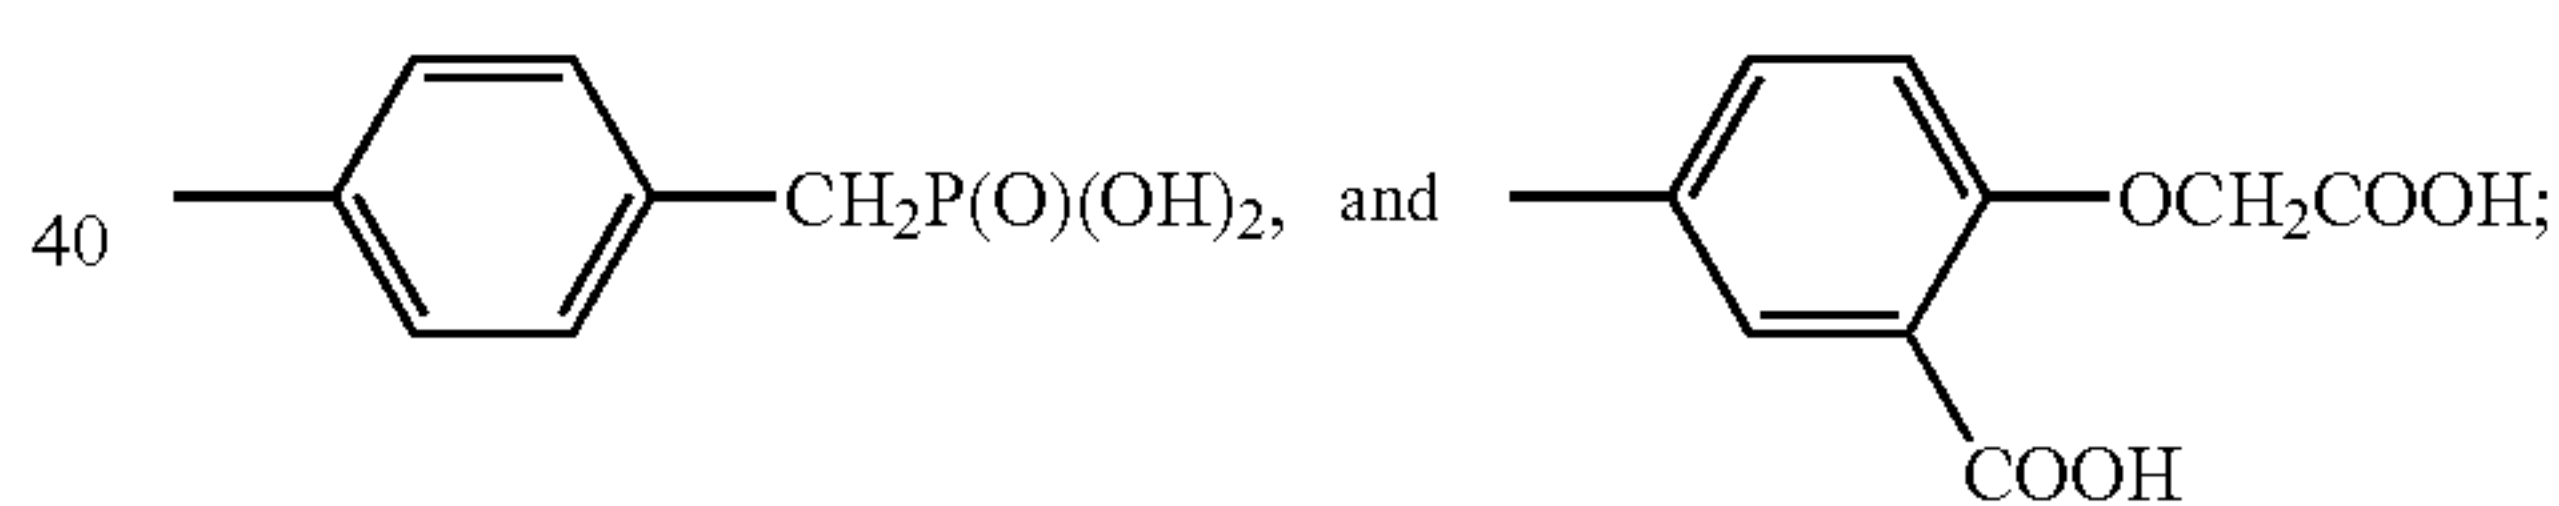 40 CH₂P(O)(OH)₂, and OCH₂COOH;
COOH